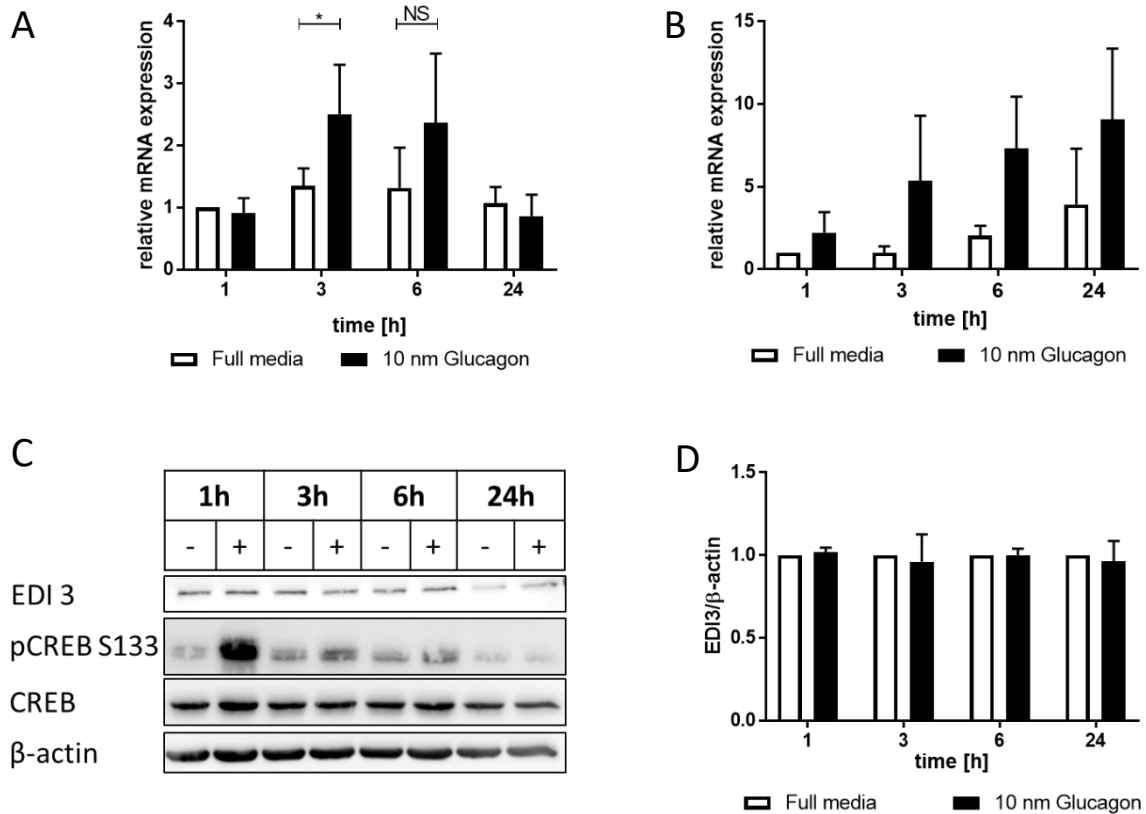 A
relative mRNA expression
4
3
2
1
0
*
NS
1 3 6 24
time [h]
Full media 10 nm Glucagon
B
relative mRNA expression
15
10
5
0
1 3 6 24
time [h]
Full media 10 nm Glucagon
C
1h 3h 6h 24h
- + - + - + - +
EDI 3
pCREB S133
CREB
β-actin
D
EDI3/β-actin
1.5
1.0
0.5
0.0
1 3 6 24
time [h]
Full media 10 nm Glucagon